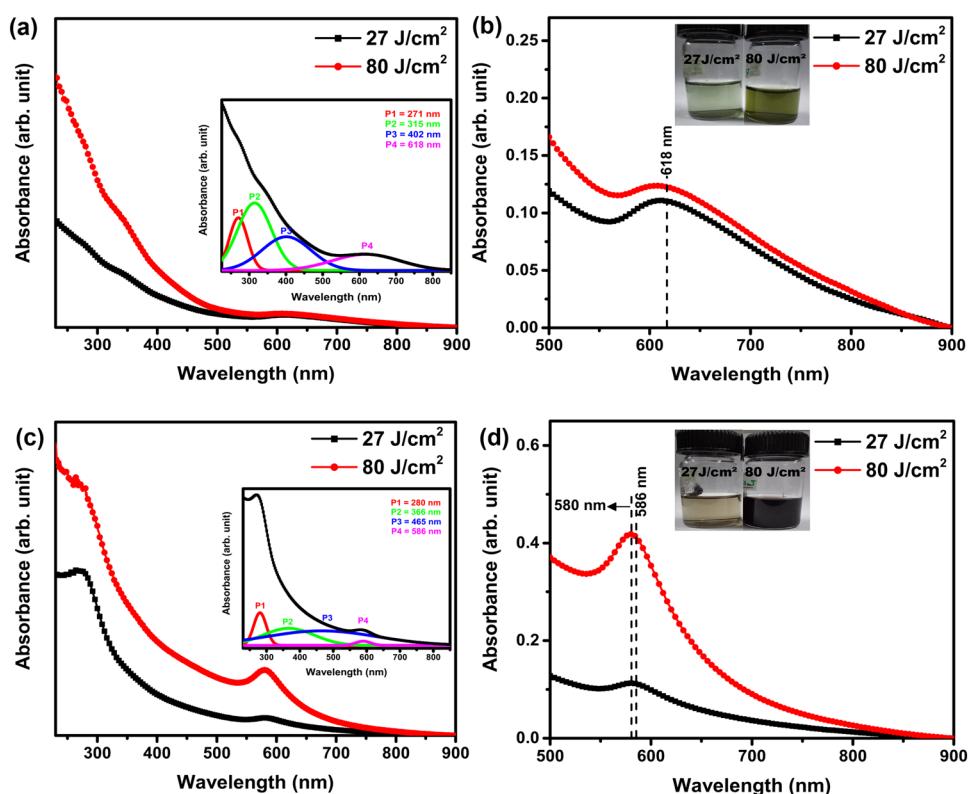 (a)
27 J/cm²
80 J/cm²
Absorbance (arb. unit)
Absorbance (arb. unit)
P1 = 271 nm
P2 = 315 nm
P3 = 402 nm
P4 = 618 nm
P1
P2
P3
P4
300 400 500 600 700 800
Wavelength (nm)
300 400 500 600 700 800 900
Wavelength (nm)
(b)
27 J/cm²
80 J/cm²
27J/cm² 80 J/cm²
Absorbance (arb. unit)
0.25
0.20
0.15
0.10
0.05
0.00
618 nm
500 600 700 800 900
Wavelength (nm)
(c)
27 J/cm²
80 J/cm²
Absorbance (arb. unit)
Absorbance (arb. unit)
P1 = 280 nm
P2 = 366 nm
P3 = 465 nm
P4 = 586 nm
P1
P2
P3
P4
300 400 500 600 700 800
Wavelength (nm)
300 400 500 600 700 800 900
Wavelength (nm)
(d)
27 J/cm²
80 J/cm²
27J/cm² 80 J/cm²
Absorbance (arb. unit)
0.6
0.4
0.2
0.0
580 nm
586 nm
500 600 700 800 900
Wavelength (nm)